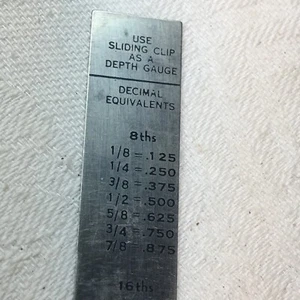 USE
SLIDING CLIP
AS A
DEPTH GAUGE
DECIMAL
EQUIVALENTS
8ths
1/8 = .125
1/4 = .250
3/8 = .375
1/2 = .500
5/8 = .625
3/4 = .750
7/8 = .875
16ths